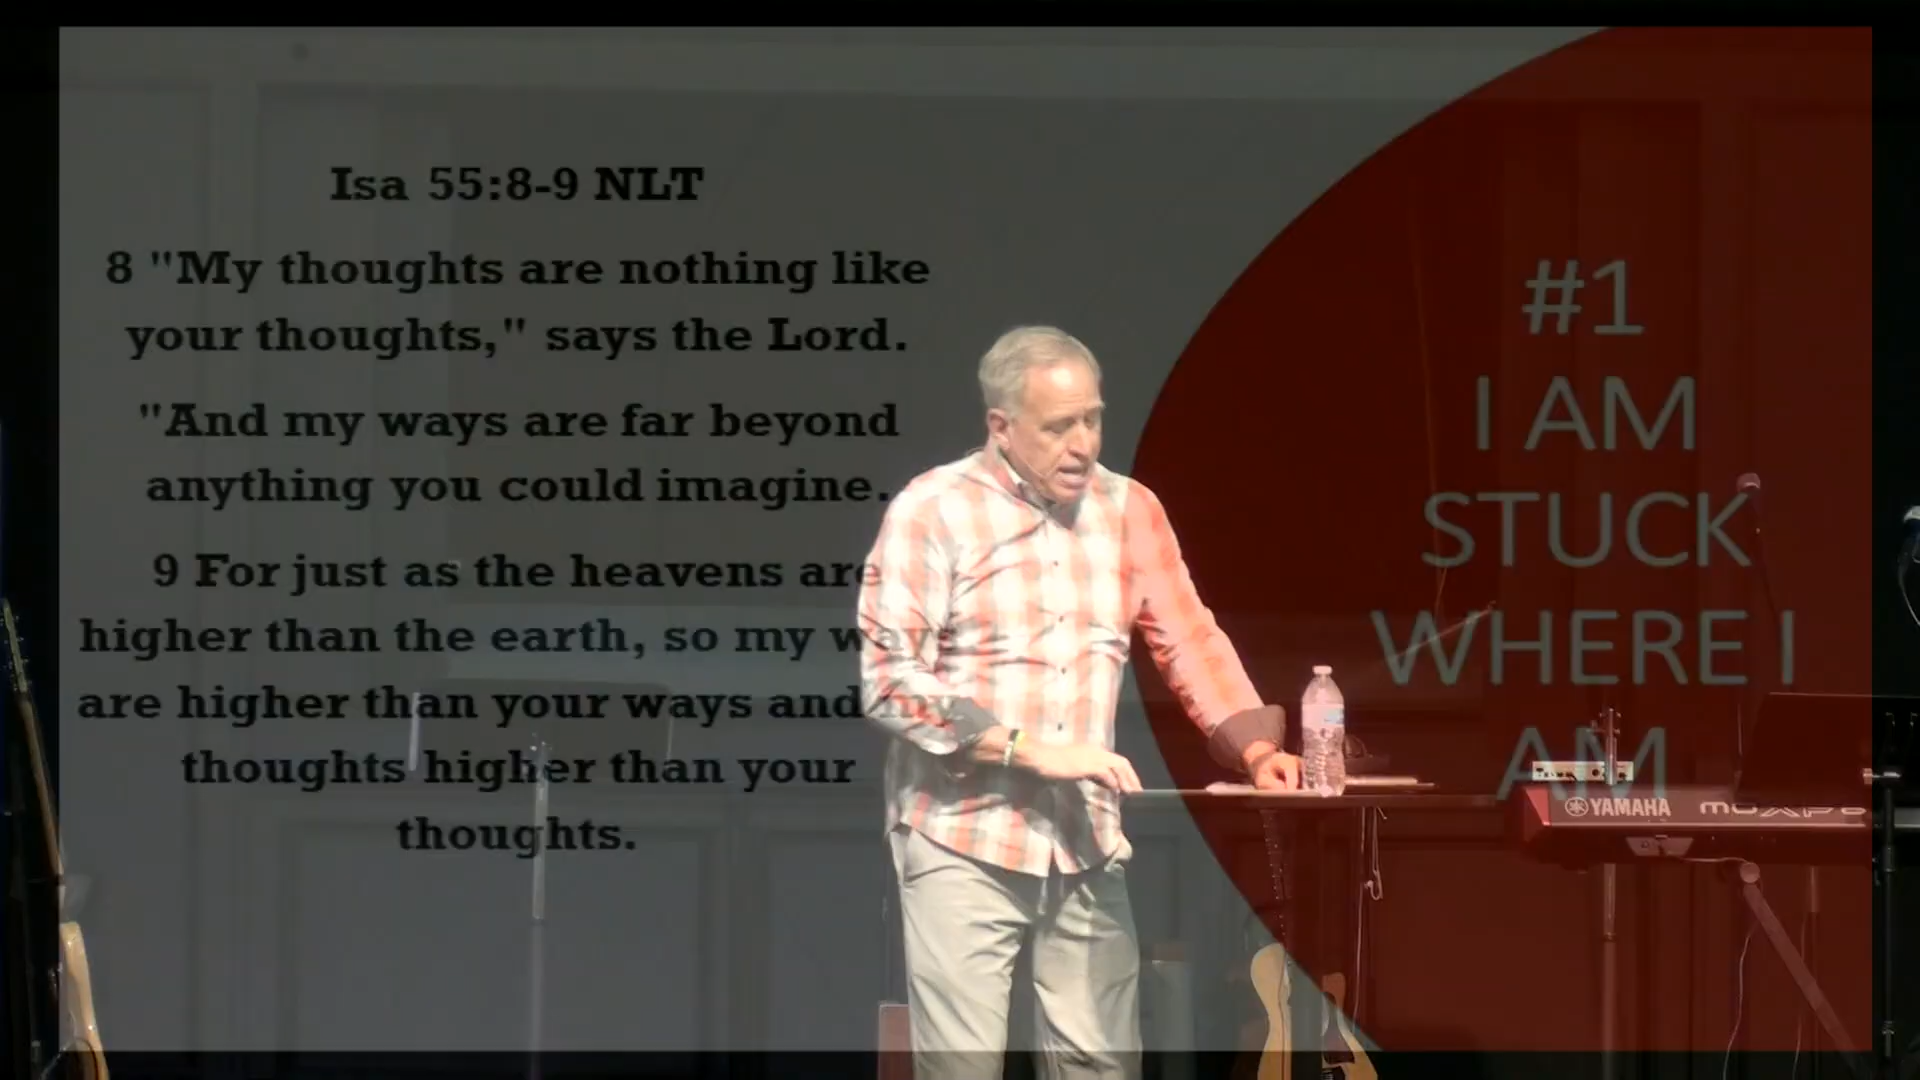 Isa 55:8-9 NLT
8 "My thoughts are nothing like
your thoughts," says the Lord.
"And my ways are far beyond
anything you could imagine.
9 For just as the heavens are
higher than the earth, so my ways
are higher than your ways and my
thoughts higher than your
thoughts.
#1
I AM
STUCK
WHERE I
AM
YAMAHA